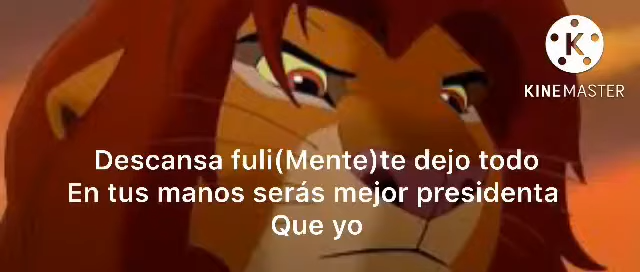 KINEMASTER
Descansa fuli(Mente)te dejo todo
En tus manos serás mejor presidenta
Que yo